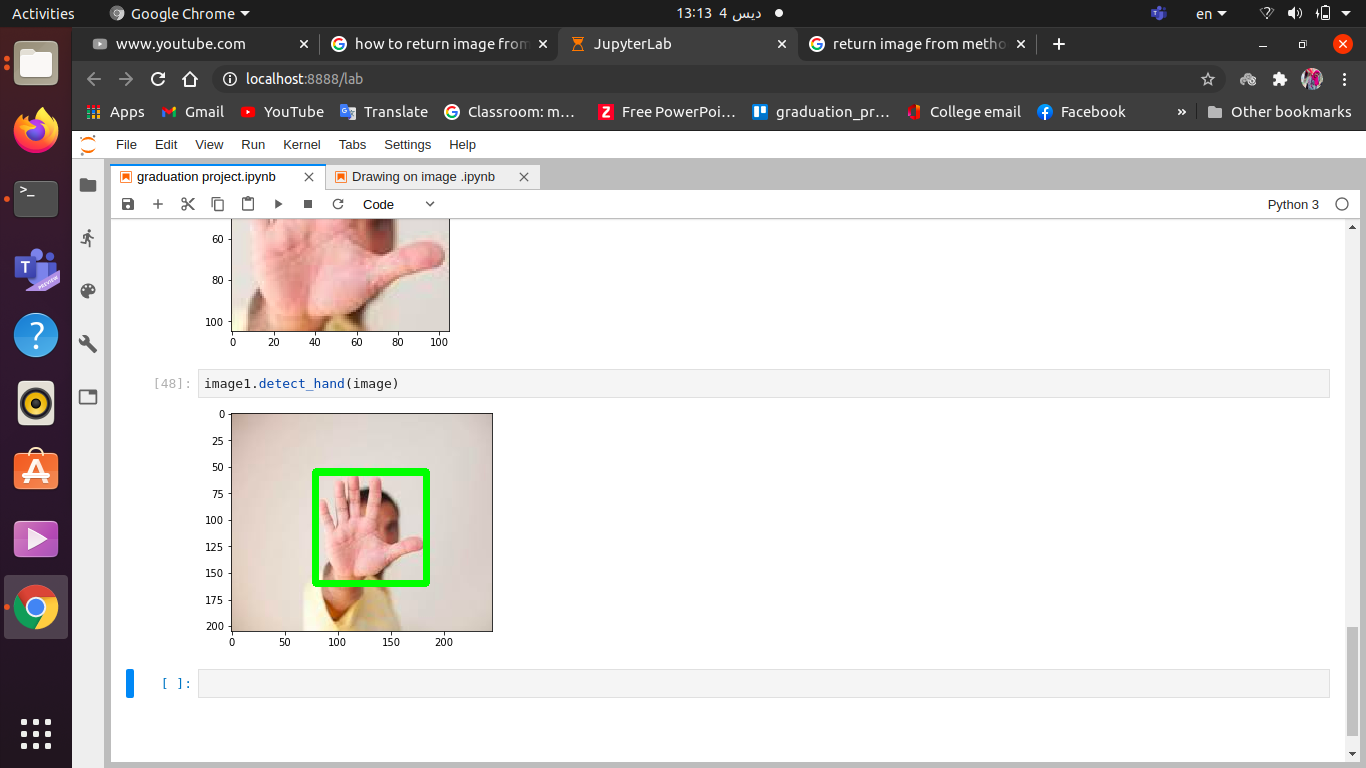 Activities Google Chrome 13:13 4 ديس en
www.youtube.com how to return image from JupyterLab return image from metho
localhost:8888/lab
Apps Gmail YouTube Translate Classroom: m... Free PowerPoi... graduation_pr... College email Facebook » Other bookmarks
File Edit View Run Kernel Tabs Settings Help
graduation project.ipynb Drawing on image .ipynb
Code Python 3
60
80
100
0 20 40 60 80 100
[48]: image1.detect_hand(image)
0
25
50
75
100
125
150
175
200
0 50 100 150 200
[ ]: